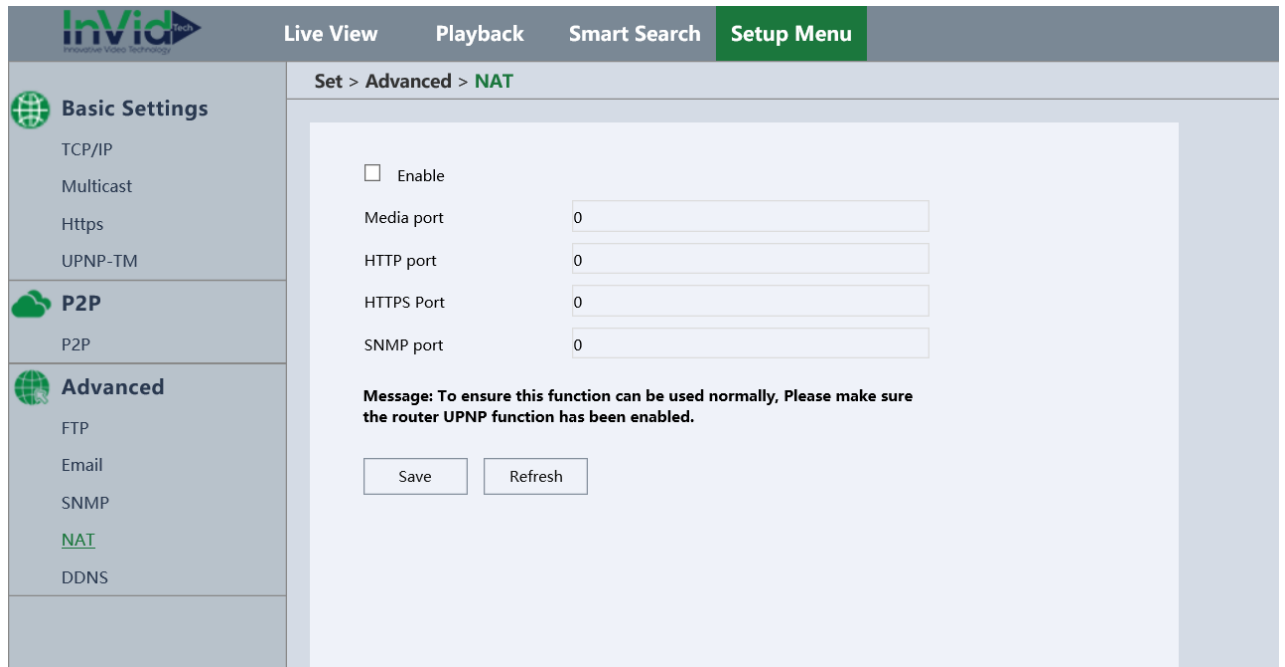 InVid Tech
Innovative Video Technology
Live View Playback Smart Search Setup Menu
Set > Advanced > NAT
Basic Settings
TCP/IP
Multicast
Https
UPNP-TM
P2P
P2P
Advanced
FTP
Email
SNMP
NAT
DDNS
Enable
Media port 0
HTTP port 0
HTTPS Port 0
SNMP port 0
Message: To ensure this function can be used normally, Please make sure
the router UPNP function has been enabled.
Save Refresh